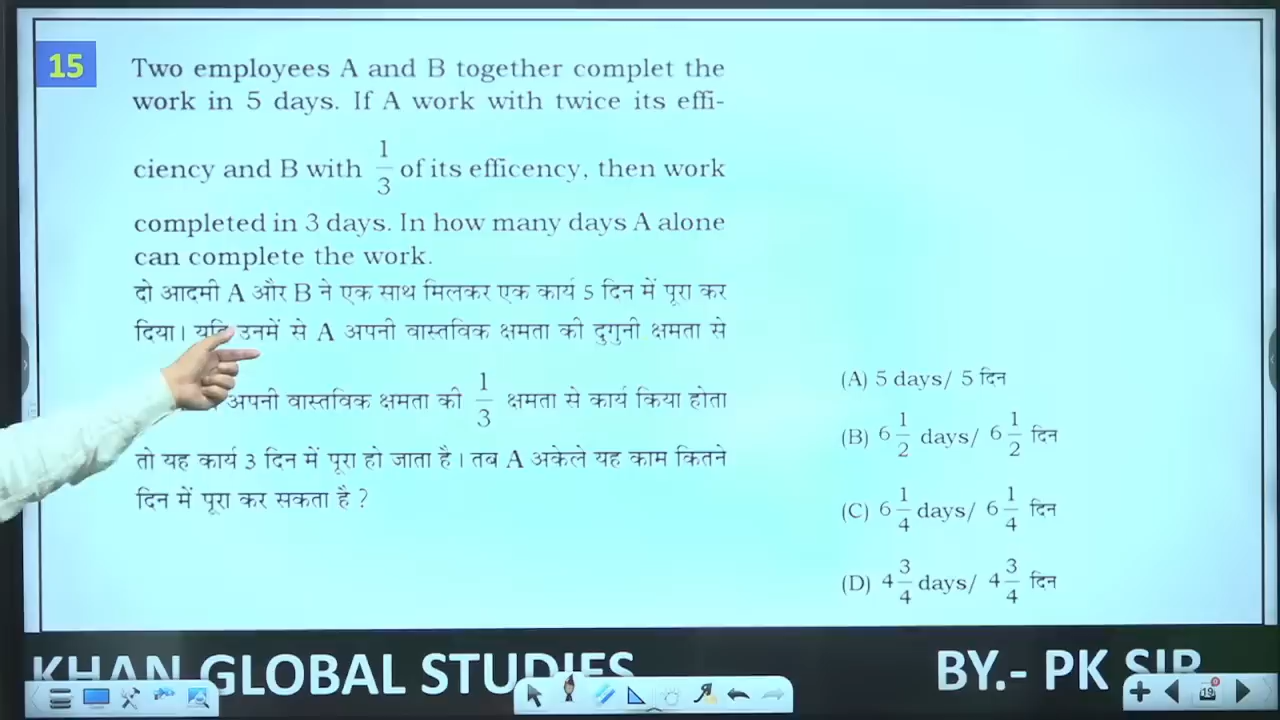 15
Two employees A and B together complet the
work in 5 days. If A work with twice its effi-
ciency and B with 1/3 of its efficency, then work
completed in 3 days. In how many days A alone
can complete the work.
दो आदमी A और B ने एक साथ मिलकर एक कार्य 5 दिन में पूरा कर
दिया। यदि उनमें से A अपनी वास्तविक क्षमता की दुगुनी क्षमता से
अपनी वास्तविक क्षमता की 1/3 क्षमता से कार्य किया होता
तो यह कार्य 3 दिन में पूरा हो जाता है। तब A अकेले यह काम कितने
दिन में पूरा कर सकता है ?
(A) 5 days/ 5 दिन
(B) 6 1/2 days/ 6 1/2 दिन
(C) 6 1/4 days/ 6 1/4 दिन
(D) 4 3/4 days/ 4 3/4 दिन
KHAN GLOBAL STUDIES
BY.- PK SIR
19